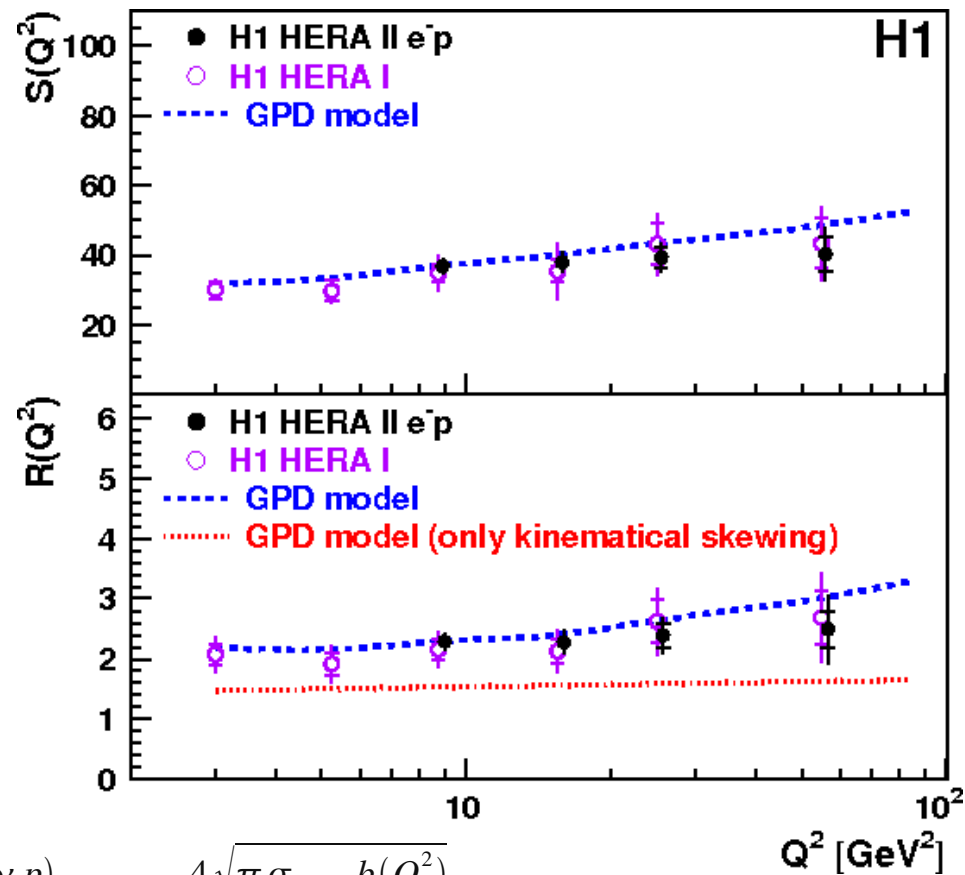 H1
S(Q²)
100
80
60
40
20
H1 HERA II e⁻p
H1 HERA I
GPD model
R(Q²)
6
5
4
3
2
1
0
H1 HERA II e⁻p
H1 HERA I
GPD model
GPD model (only kinematical skewing)
10
10²
Q² [GeV²]